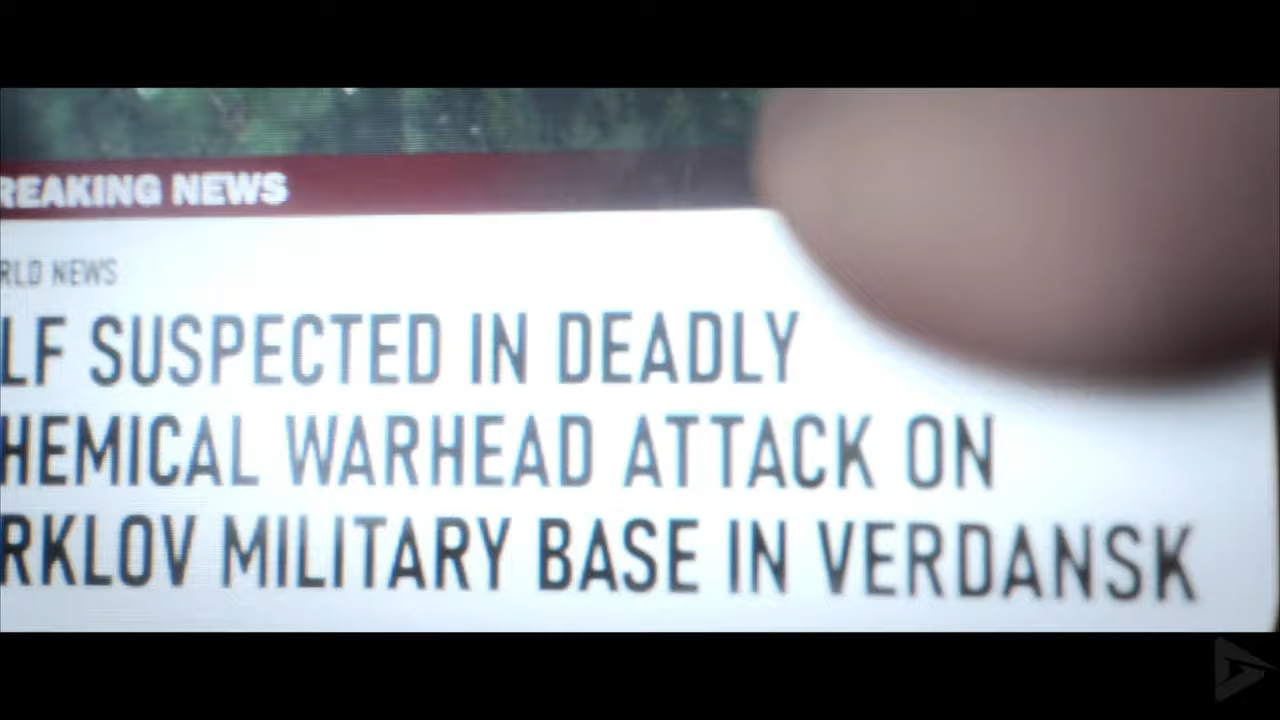 REAKING NEWS
RLD NEWS
LF SUSPECTED IN DEADLY
HEMICAL WARHEAD ATTACK ON
RKLOV MILITARY BASE IN VERDANSK